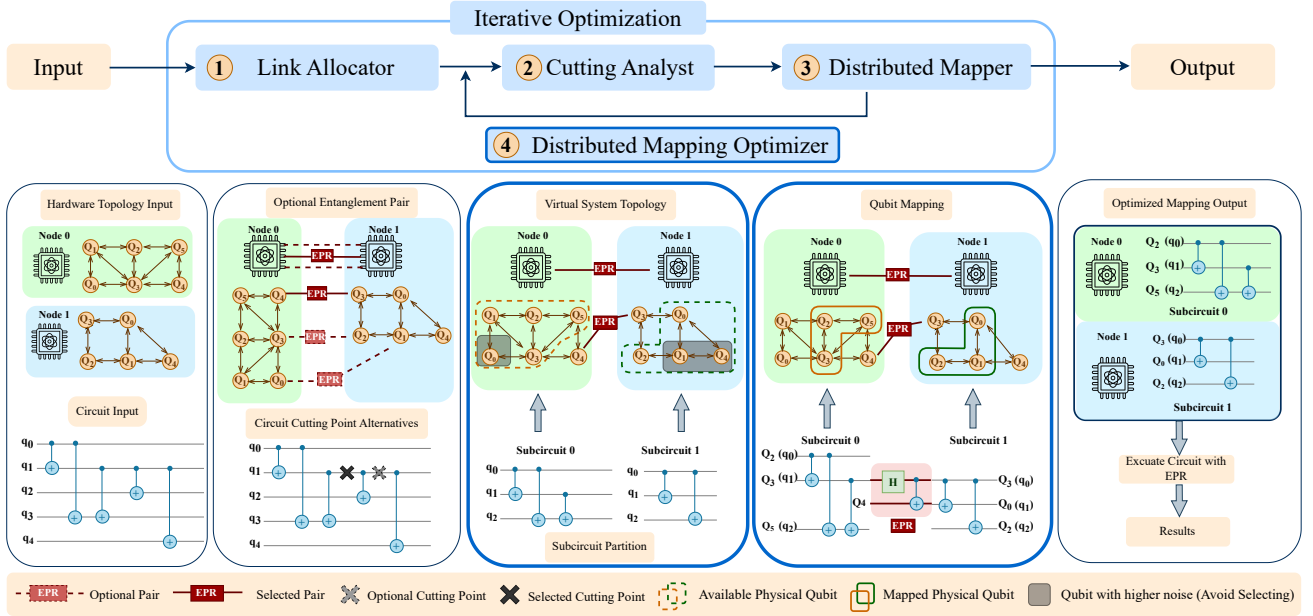 Iterative Optimization
Input
1 Link Allocator
2 Cutting Analyst
3 Distributed Mapper
Output
4 Distributed Mapping Optimizer
Hardware Topology Input
Node 0
Q1 Q2 Q5
Q0 Q3 Q4
Node 1
Q3 Q0
Q2 Q1 Q4
Circuit Input
q0
q1
q2
q3
q4
Optional Entanglement Pair
Node 0 Node 1
EPR
Q5 Q4 EPR Q3 Q0
Q2 Q3 EPR Q2 Q1 Q4
Q1 Q0 EPR
Circuit Cutting Point Alternatives
q0
q1
q2
q3
q4
Virtual System Topology
Node 0 Node 1
EPR
Q1 Q2 Q5 EPR Q3 Q0
Q0 Q3 Q4 Q2 Q1 Q4
Subcircuit 0 Subcircuit 1
q0 q0
q1 q1
q2 q2
Subcircuit Partition
Qubit Mapping
Node 0 Node 1
EPR
Q1 Q2 Q5 EPR Q3 Q0
Q0 Q3 Q4 Q2 Q1 Q4
Subcircuit 0 Subcircuit 1
Q2 (q0)
Q3 (q1) H Q3 (q0)
Q4 Q0 (q1)
Q5 (q2) EPR Q2 (q2)
Optimized Mapping Output
Node 0
Q2 (q0)
Q3 (q1)
Q5 (q2)
Subcircuit 0
Node 1
Q3 (q0)
Q0 (q1)
Q2 (q2)
Subcircuit 1
Excuate Circuit with
EPR
Results
EPR Optional Pair EPR Selected Pair Optional Cutting Point Selected Cutting Point Available Physical Qubit Mapped Physical Qubit Qubit with higher noise (Avoid Selecting)